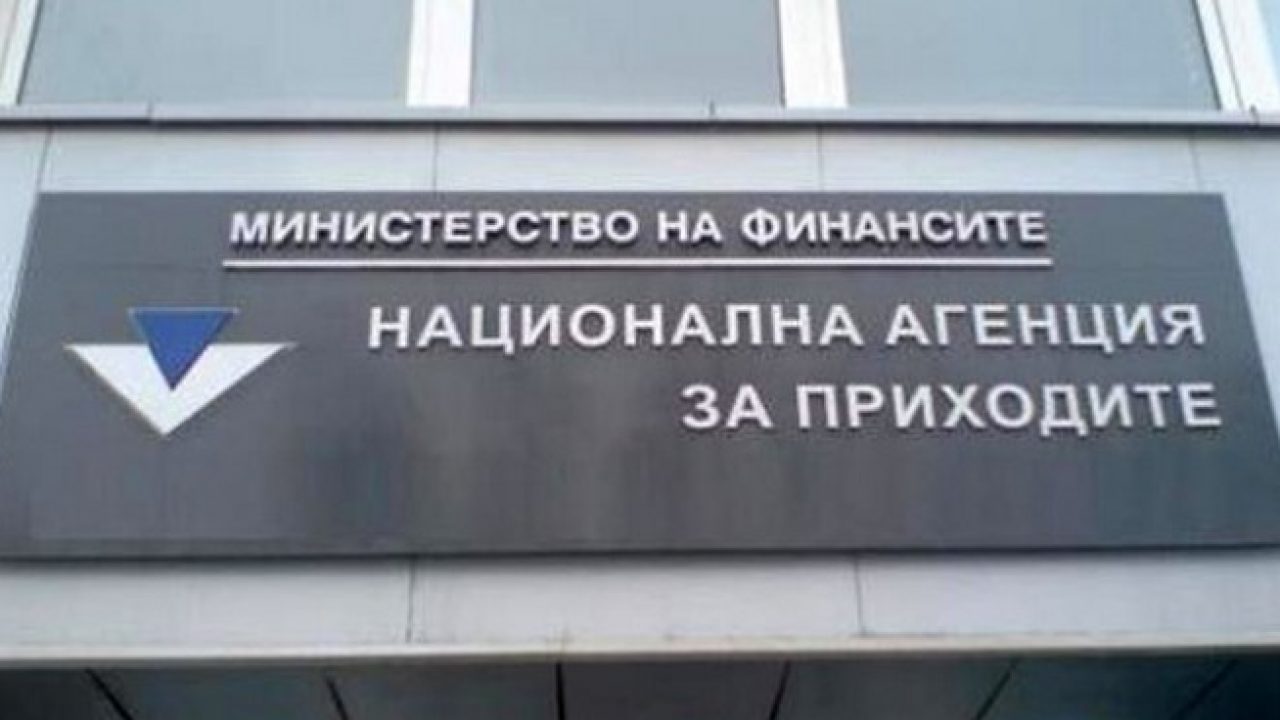 МИНИСТЕРСТВО НА ФИНАНСИТЕ
НАЦИОНАЛНА АГЕНЦИЯ
ЗА ПРИХОДИТЕ